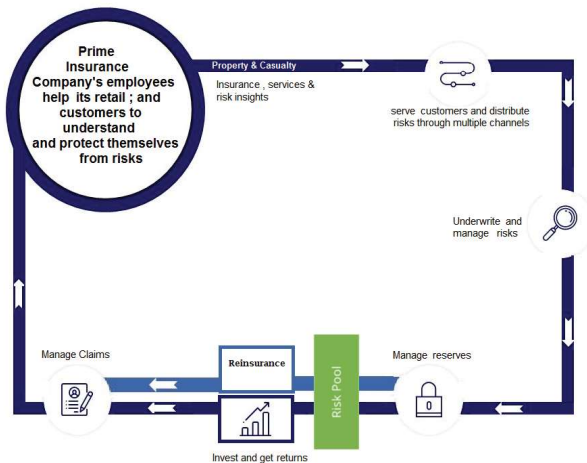 Prime
Insurance
Company's employees
help its retail ; and
customers to
understand
and protect themselves
from risks
Property & Casualty
Insurance , services &
risk insights
serve customers and distribute
risks through multiple channels
Underwrite and
manage risks
Manage Claims
Reinsurance
Risk Pool
Manage reserves
Invest and get returns